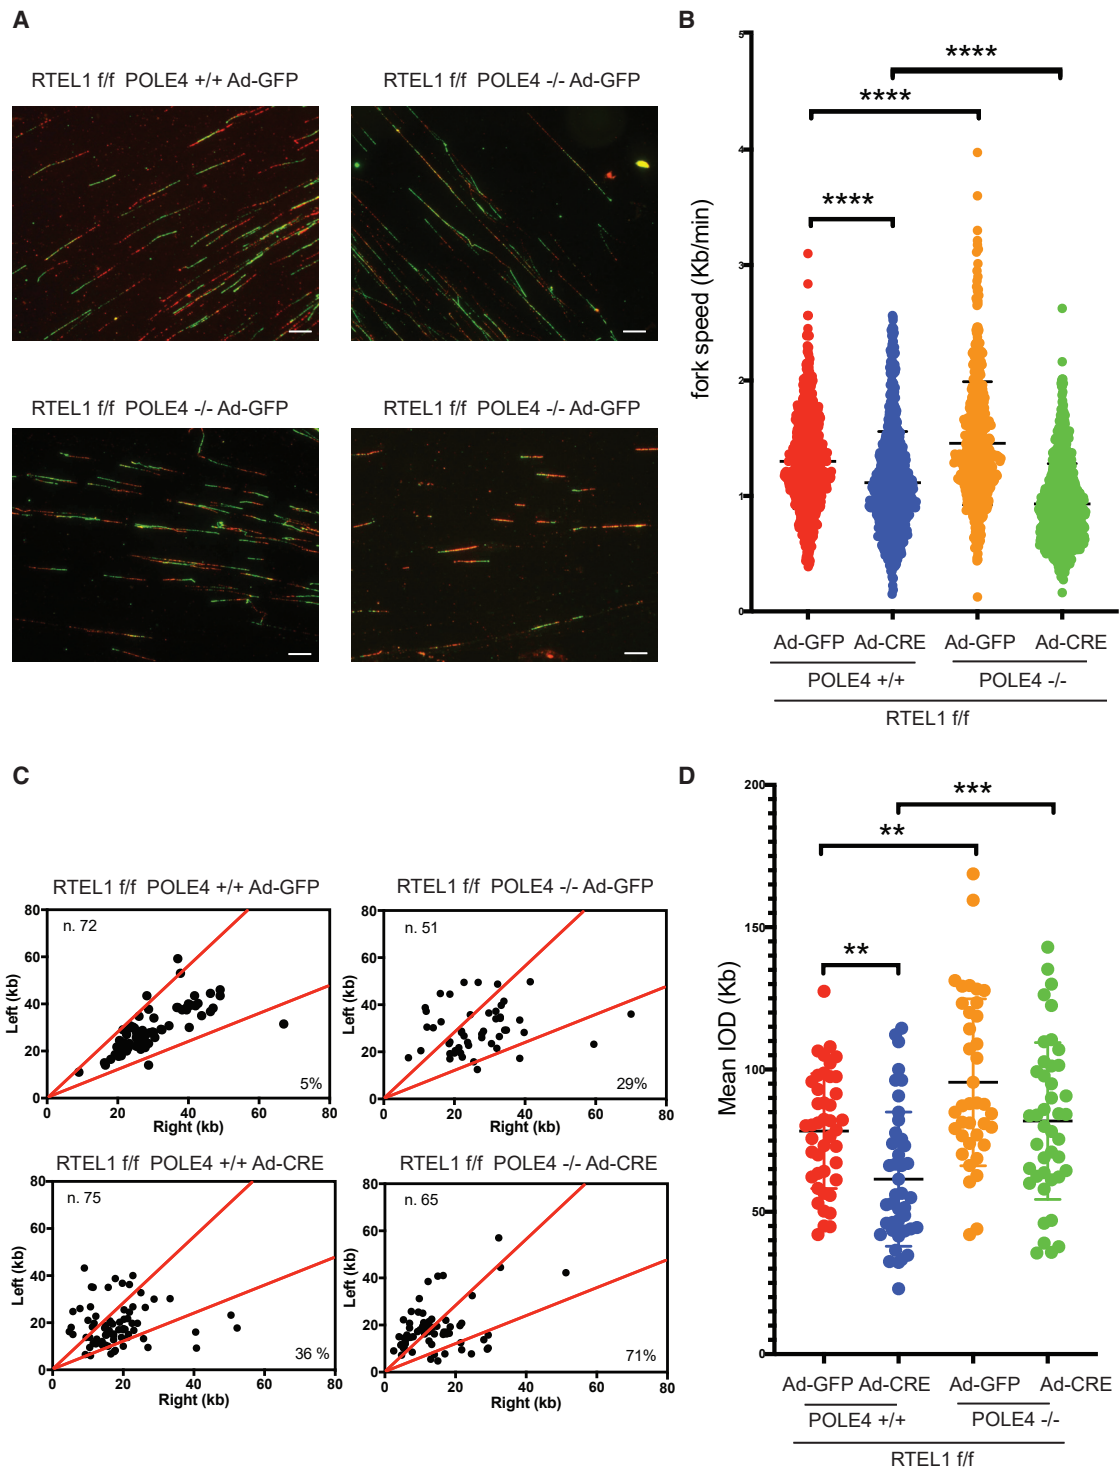 A
RTEL1 f/f POLE4 +/+ Ad-GFP
RTEL1 f/f POLE4 -/- Ad-GFP
RTEL1 f/f POLE4 -/- Ad-GFP
RTEL1 f/f POLE4 -/- Ad-GFP
B
5
4
3
2
1
0
fork speed (Kb/min)
****
****
****
Ad-GFP Ad-CRE Ad-GFP Ad-CRE
POLE4 +/+ POLE4 -/-
RTEL1 f/f
C
RTEL1 f/f POLE4 +/+ Ad-GFP
80
60
40
20
0
Left (kb)
n. 72
5%
0 20 40 60 80
Right (kb)
RTEL1 f/f POLE4 -/- Ad-GFP
80
60
40
20
0
Left (kb)
n. 51
29%
0 20 40 60 80
Right (kb)
RTEL1 f/f POLE4 +/+ Ad-CRE
80
60
40
20
0
Left (kb)
n. 75
36 %
0 20 40 60 80
Right (kb)
RTEL1 f/f POLE4 -/- Ad-CRE
80
60
40
20
0
Left (kb)
n. 65
71%
0 20 40 60 80
Right (kb)
D
200
150
100
50
0
Mean IOD (Kb)
***
**
**
Ad-GFP Ad-CRE Ad-GFP Ad-CRE
POLE4 +/+ POLE4 -/-
RTEL1 f/f